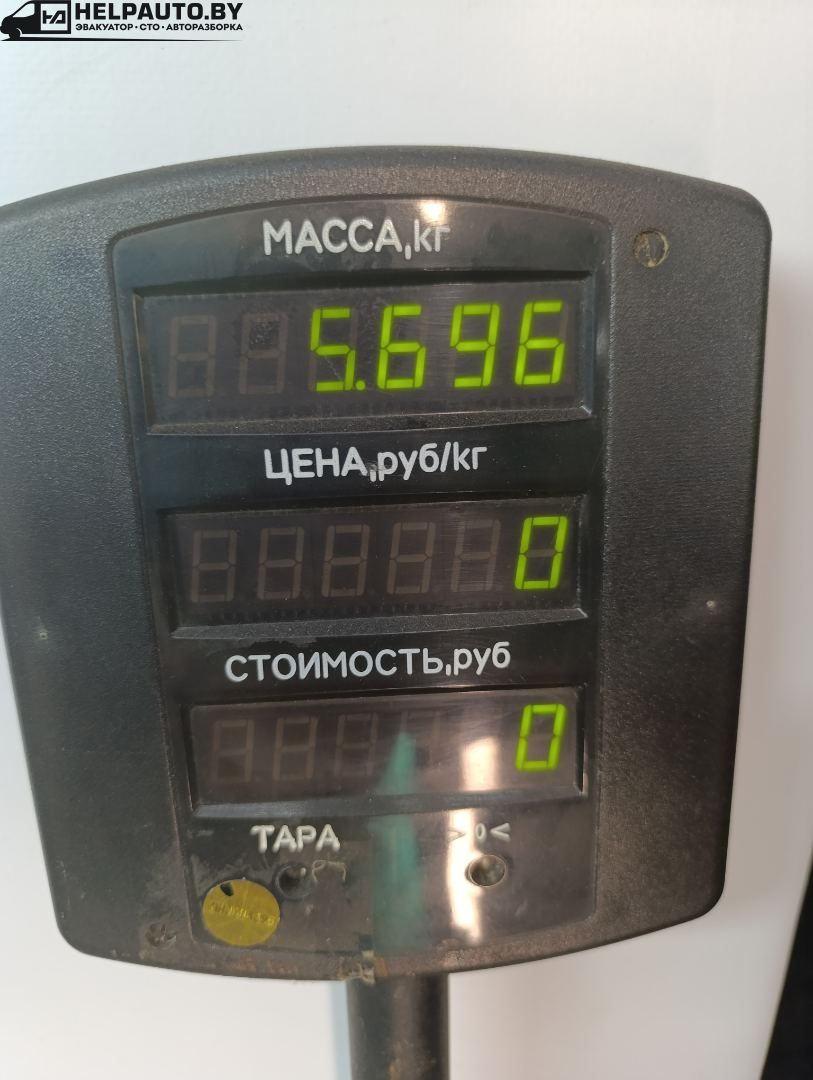 HELPAUTO.BY
ЭВАКУАТОР • СТО • АВТОРАЗБОРКА
МАССА,кг
5.696
ЦЕНА,руб/кг
0
СТОИМОСТЬ,руб
0
ТАРА >0<